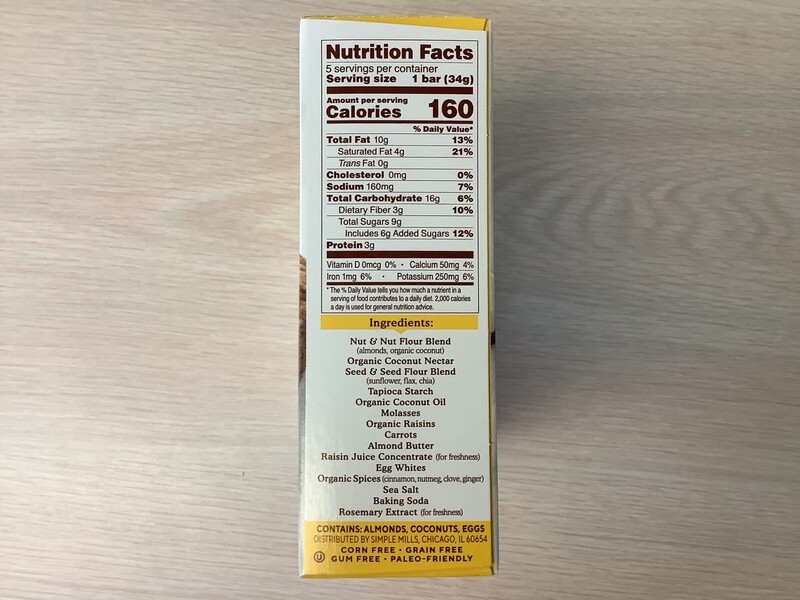 Nutrition Facts
5 servings per container
Serving size 1 bar (34g)
Amount per serving
Calories 160
% Daily Value*
Total Fat 10g 13%
Saturated Fat 4g 21%
Trans Fat 0g
Cholesterol 0mg 0%
Sodium 160mg 7%
Total Carbohydrate 16g 6%
Dietary Fiber 3g 10%
Total Sugars 9g
Includes 6g Added Sugars 12%
Protein 3g
Vitamin D 0mcg 0% • Calcium 50mg 4%
Iron 1mg 6% • Potassium 250mg 6%
* The % Daily Value tells you how much a nutrient in a
serving of food contributes to a daily diet. 2,000 calories
a day is used for general nutrition advice.
Ingredients:
Nut & Nut Flour Blend
(almonds, organic coconut)
Organic Coconut Nectar
Seed & Seed Flour Blend
(sunflower, flax, chia)
Tapioca Starch
Organic Coconut Oil
Molasses
Organic Raisins
Carrots
Almond Butter
Raisin Juice Concentrate (for freshness)
Egg Whites
Organic Spices (cinnamon, nutmeg, clove, ginger)
Sea Salt
Baking Soda
Rosemary Extract (for freshness)
CONTAINS: ALMONDS, COCONUTS, EGGS
DISTRIBUTED BY SIMPLE MILLS, CHICAGO, IL 60654
CORN FREE • GRAIN FREE
U GUM FREE • PALEO-FRIENDLY